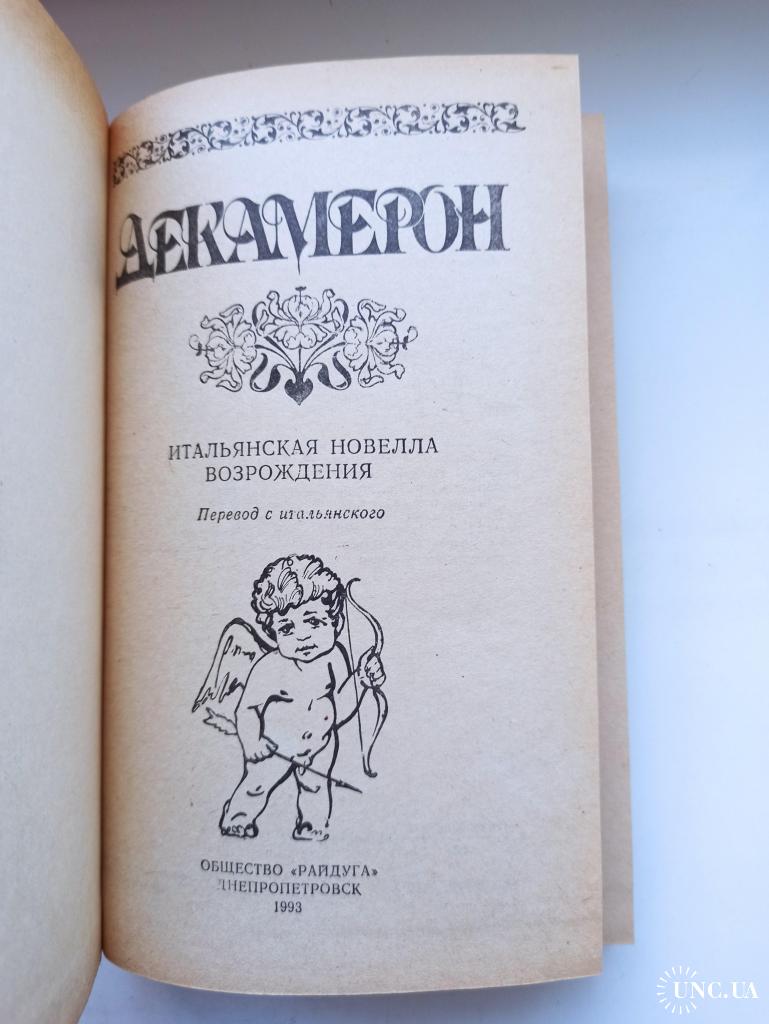 ДЕКАМЕРОН
ИТАЛЬЯНСКАЯ НОВЕЛЛА
ВОЗРОЖДЕНИЯ
Перевод с итальянского
ОБЩЕСТВО «РАЙДУГА»
ДНЕПРОПЕТРОВСК
1993
UNC.UA